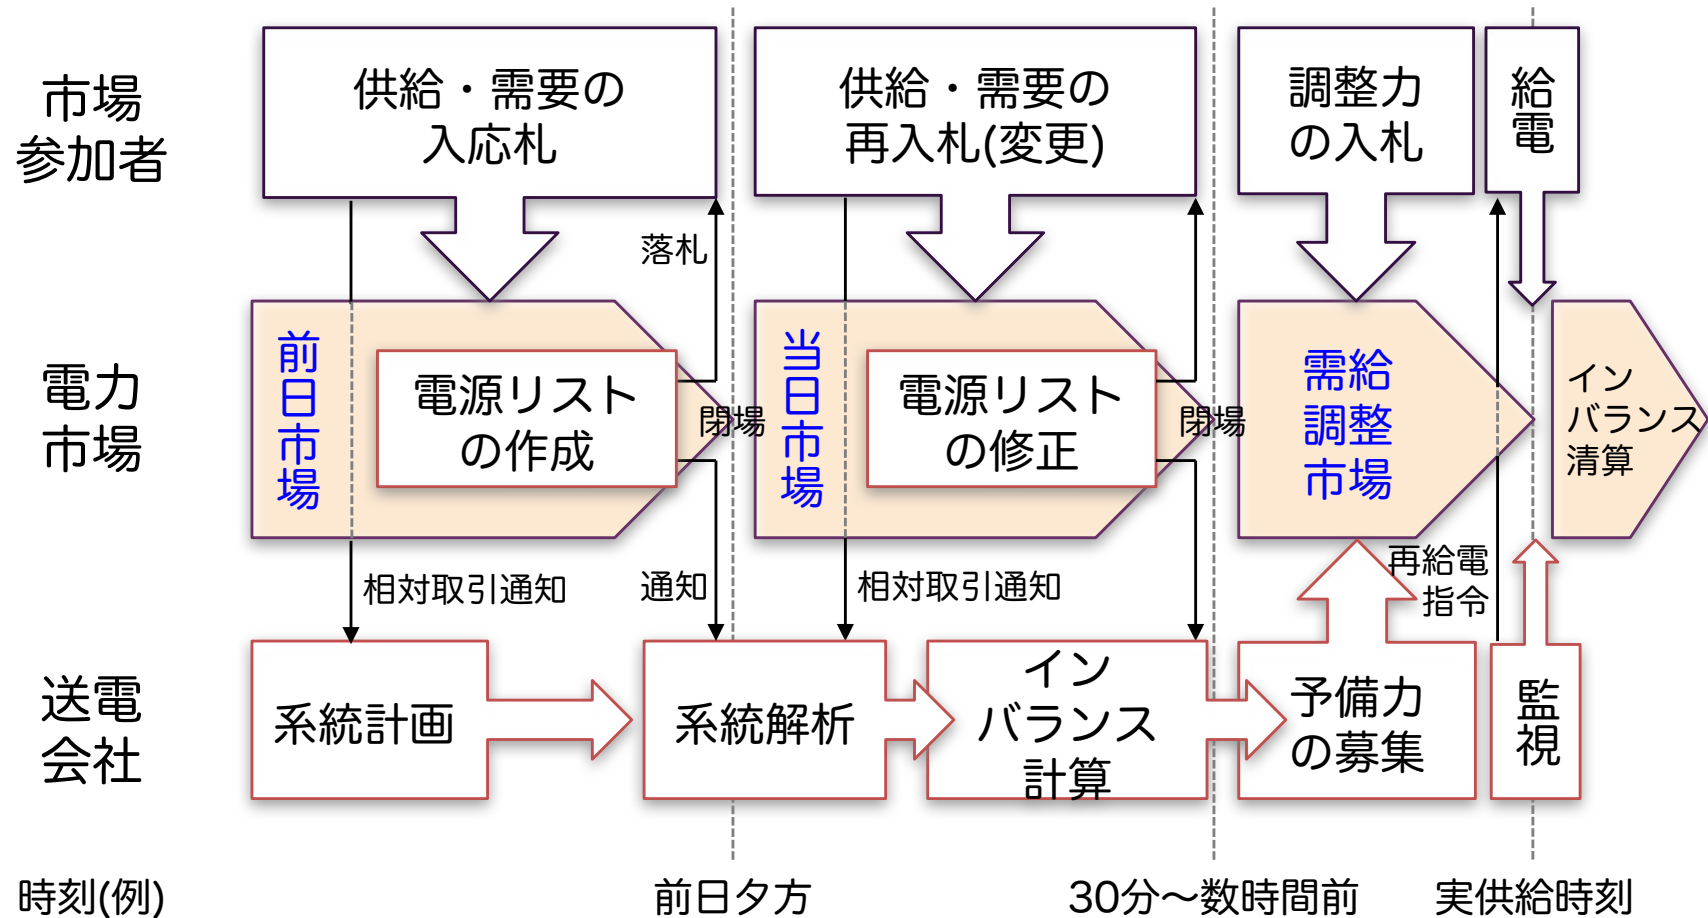 市場
参加者
供給・需要の
入応札
供給・需要の
再入札(変更)
調整力
の入札
給電
落札
電力
市場
前日市場
電源リスト
の作成
閉場
当日市場
電源リスト
の修正
閉場
需給
調整
市場
イン
バランス
清算
相対取引通知
通知
相対取引通知
再給電
指令
送電
会社
系統計画
系統解析
イン
バランス
計算
予備力
の募集
監視
時刻(例)
前日夕方
30分～数時間前
実供給時刻